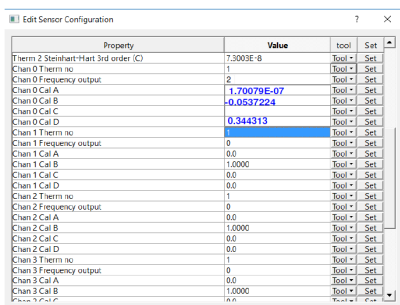 Edit Sensor Configuration ? ×
Property Value tool Set
Therm 2 Steinhart-Hart 3rd order (C) 7.3003E-8 Tool Set
Chan 0 Therm no 1 Tool Set
Chan 0 Frequency output 2 Tool Set
Chan 0 Cal A 1.70079E-07 Tool Set
Chan 0 Cal B -0.0537224 Tool Set
Chan 0 Cal C Tool Set
Chan 0 Cal D 0.344313 Tool Set
Chan 1 Therm no 1 Tool Set
Chan 1 Frequency output 0 Tool Set
Chan 1 Cal A 0.0 Tool Set
Chan 1 Cal B 1.0000 Tool Set
Chan 1 Cal C 0.0 Tool Set
Chan 1 Cal D 0.0 Tool Set
Chan 2 Therm no 1 Tool Set
Chan 2 Frequency output 0 Tool Set
Chan 2 Cal A 0.0 Tool Set
Chan 2 Cal B 1.0000 Tool Set
Chan 2 Cal C 0.0 Tool Set
Chan 2 Cal D 0.0 Tool Set
Chan 3 Therm no 1 Tool Set
Chan 3 Frequency output 0 Tool Set
Chan 3 Cal A 0.0 Tool Set
Chan 3 Cal B 1.0000 Tool Set
Chan 3 Cal C 0.0 Tool Set